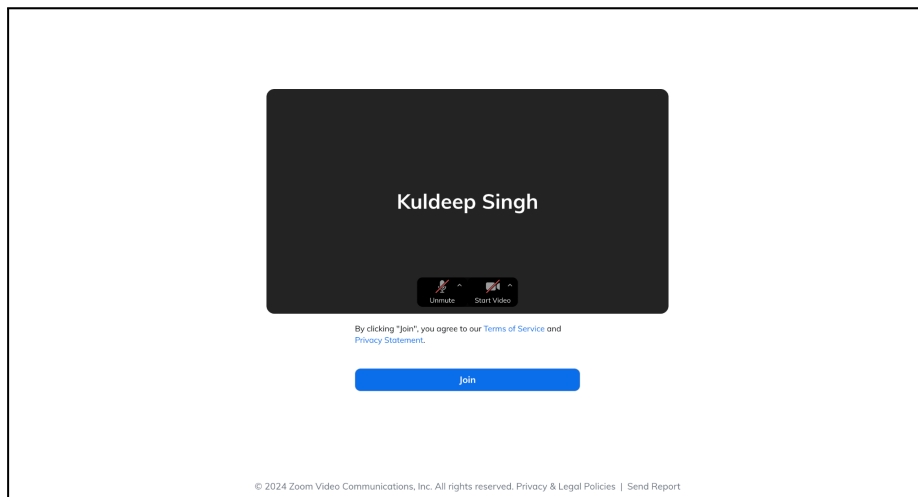 Kuldeep Singh
Unmute Start Video
By clicking "Join", you agree to our Terms of Service and
Privacy Statement.
Join
© 2024 Zoom Video Communications, Inc. All rights reserved. Privacy & Legal Policies | Send Report